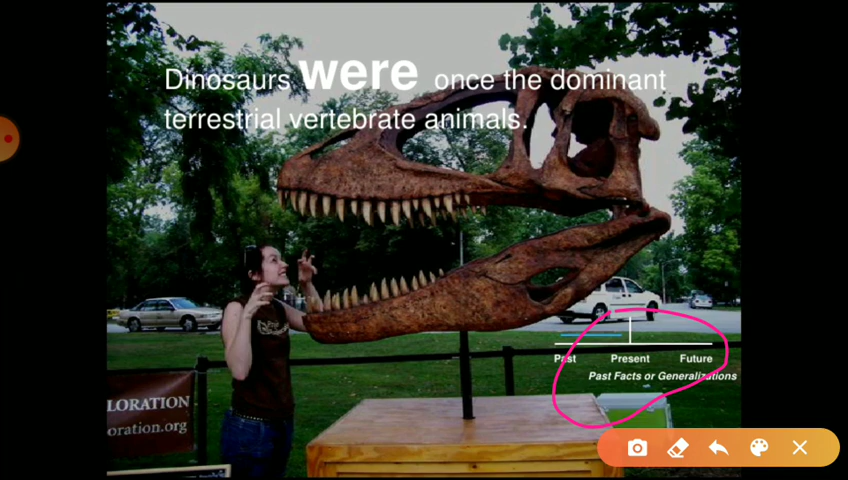 Dinosaurs were once the dominant
terrestrial vertebrate animals.
Past Present Future
Past Facts or Generalizations
LORATION
oration.org